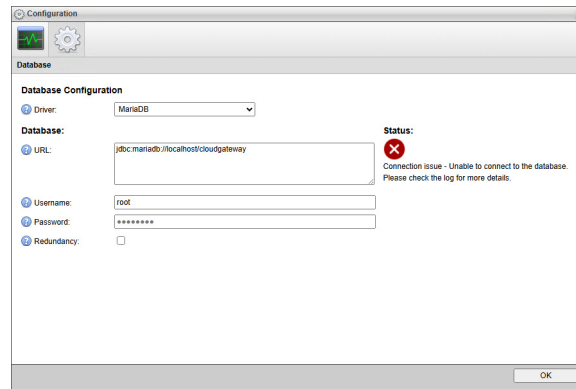 Configuration
Database
Database Configuration
Driver: MariaDB
Database: Status:
URL: jdbc:mariadb://localhost/cloudgateway
Connection issue - Unable to connect to the database.
Please check the log for more details.
Username: root
Password: ********
Redundancy:
OK